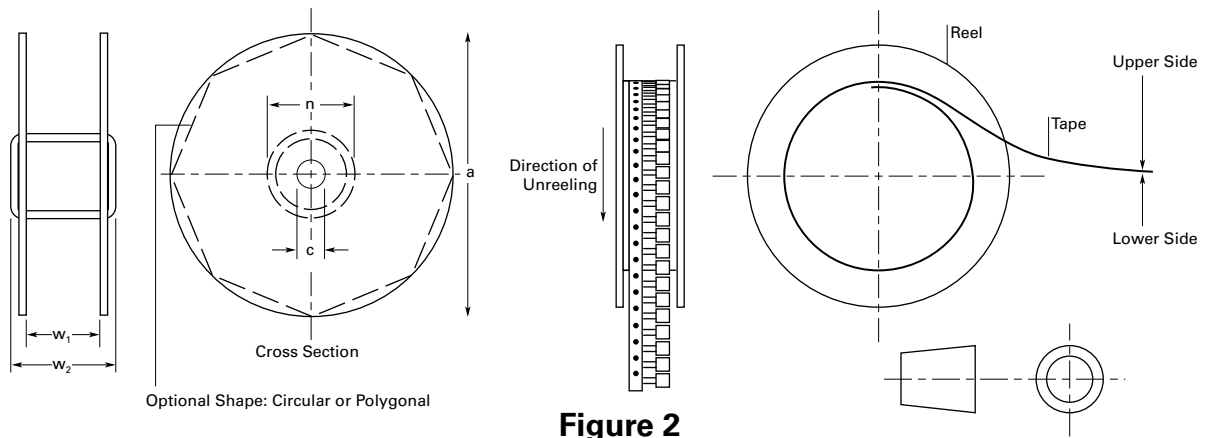 n
a
c
w₁
w₂
Cross Section
Optional Shape: Circular or Polygonal
Direction of
Unreeling
Reel
Tape
Upper Side
Lower Side
Figure 2